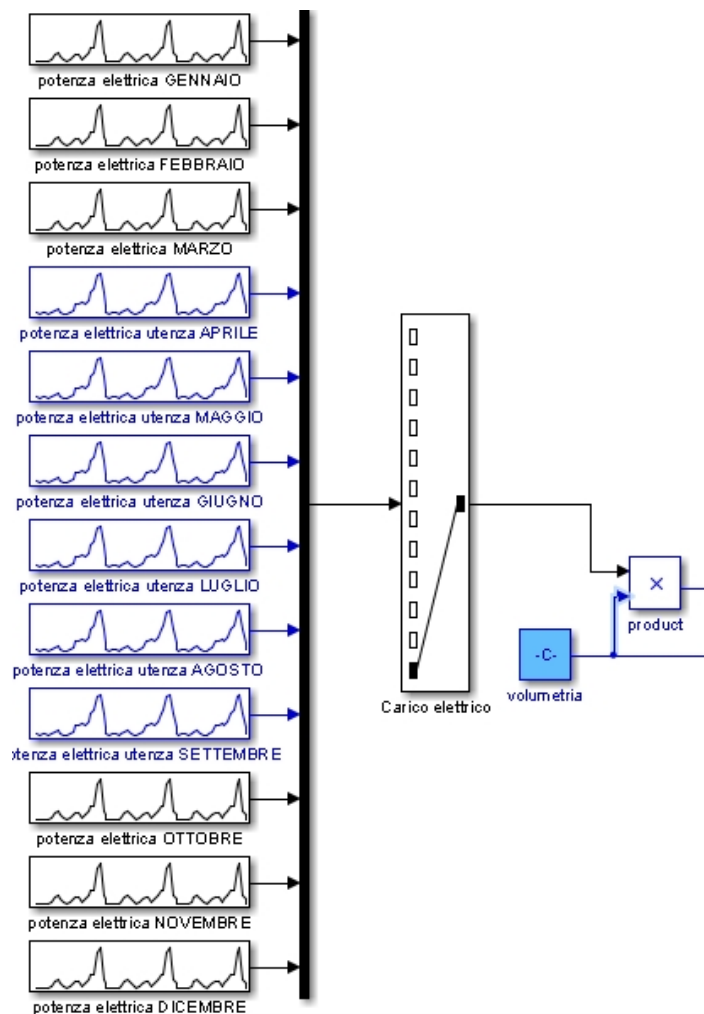 potenza elettrica GENNAIO
potenza elettrica FEBBRAIO
potenza elettrica MARZO
potenza elettrica utenza APRILE
potenza elettrica utenza MAGGIO
potenza elettrica utenza GIUGNO
potenza elettrica utenza LUGLIO
potenza elettrica utenza AGOSTO
otenza elettrica utenza SETTEMBRE
potenza elettrica OTTOBRE
potenza elettrica NOVEMBRE
potenza elettrica DICEMBRE
Carico elettrico
-C-
volumetria
×
product